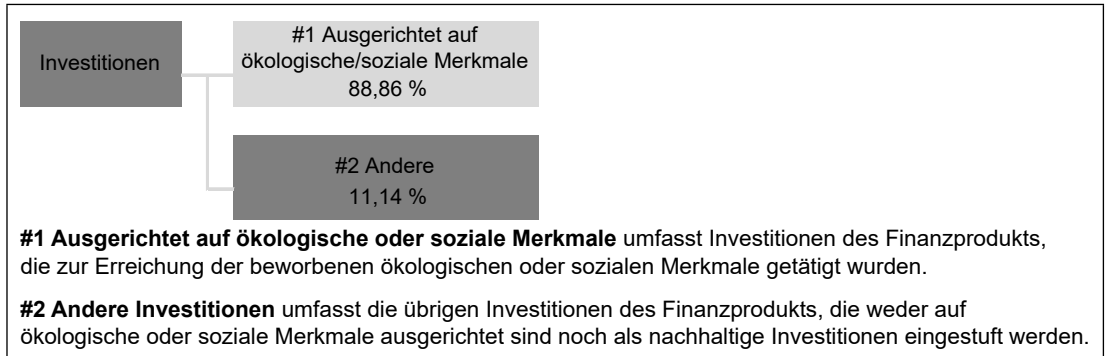 Investitionen
#1 Ausgerichtet auf
ökologische/soziale Merkmale
88,86 %
#2 Andere
11,14 %
#1 Ausgerichtet auf ökologische oder soziale Merkmale umfasst Investitionen des Finanzprodukts,
die zur Erreichung der beworbenen ökologischen oder sozialen Merkmale getätigt wurden.
#2 Andere Investitionen umfasst die übrigen Investitionen des Finanzprodukts, die weder auf
ökologische oder soziale Merkmale ausgerichtet sind noch als nachhaltige Investitionen eingestuft werden.